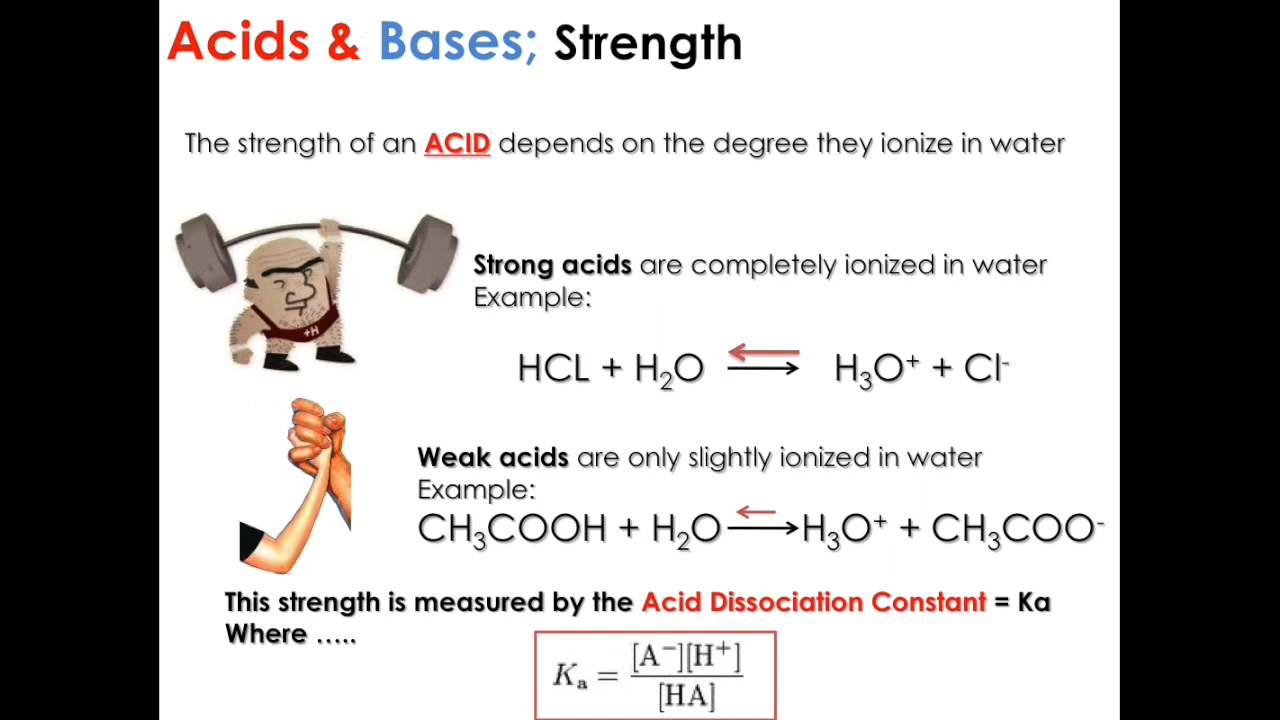 Acids & Bases; Strength
The strength of an ACID depends on the degree they ionize in water
Strong acids are completely ionized in water
Example:
+H
HCL + H₂O ⇄ H₃O⁺ + Cl⁻
Weak acids are only slightly ionized in water
Example:
CH₃COOH + H₂O ⇄ H₃O⁺ + CH₃COO⁻
This strength is measured by the Acid Dissociation Constant = Ka
Where …..
Kₐ = [A⁻][H⁺] / [HA]